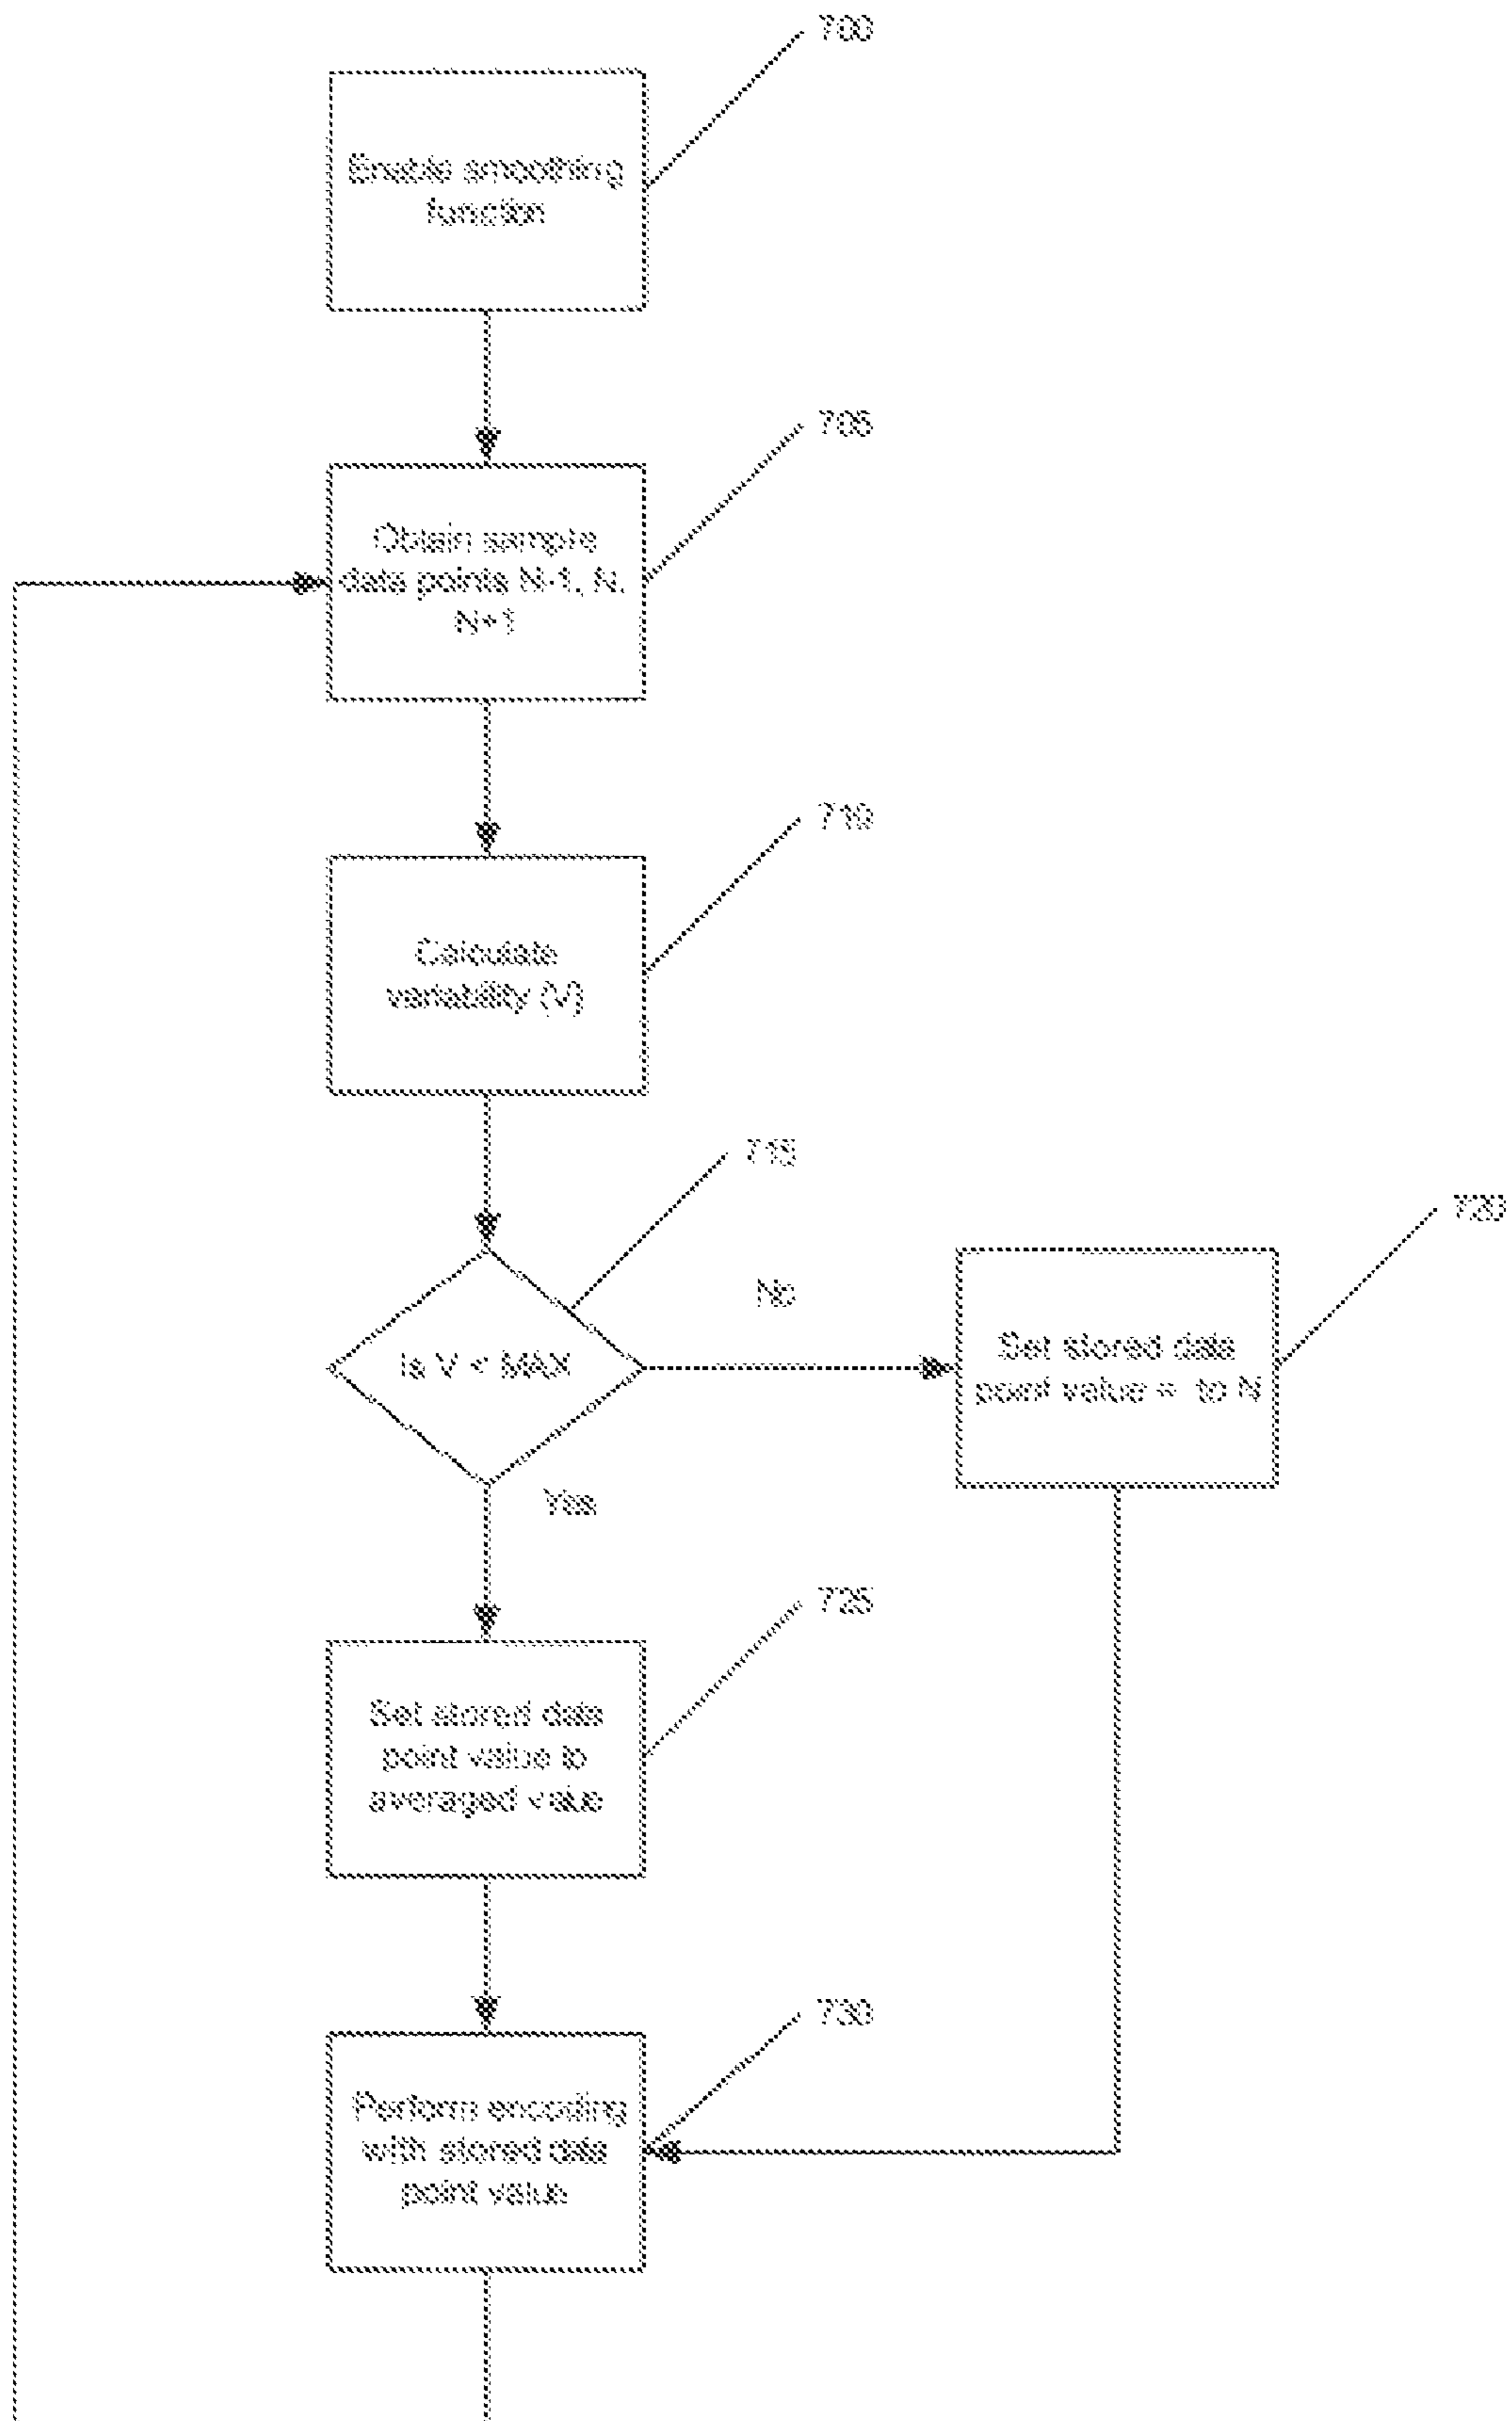 700
Enable smoothing
function
705
Obtain sample
data points N-1, N,
N+1
710
Calculate
variability (V)
715
720
No
Is V < MAX
Set stored data
point value = to N
Yes
725
Set stored data
point value to
averaged value
730
Perform encoding
with stored data
point value